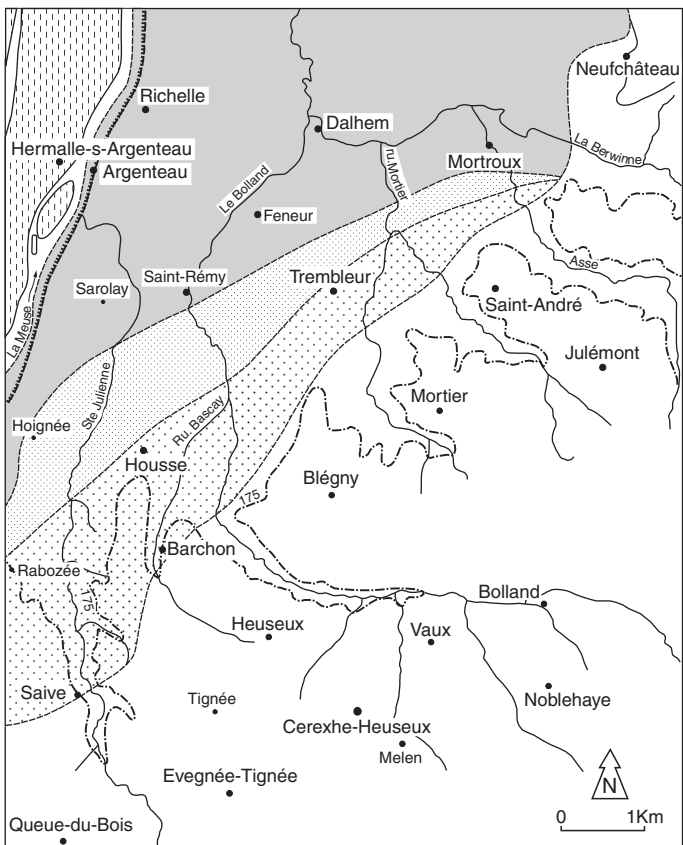 Neufchâteau
Richelle
Dalhem
La Berwinne
Hermalle-s-Argenteau
Mortroux
Argenteau
ru.Mortier
Le Bolland
Feneur
Asse
Saint-Rémy
Trembleur
Sarolay
Saint-André
La Meuse
Julémont
Ste Julienne
Mortier
Ru. Bascay
Hoignée
Housse
Blégny
175
Barchon
Rabozée
Bolland
175
Heuseux
Vaux
Saive
Tignée
Noblehaye
Cerexhe-Heuseux
Melen
Evegnée-Tignée
N
0 1Km
Queue-du-Bois